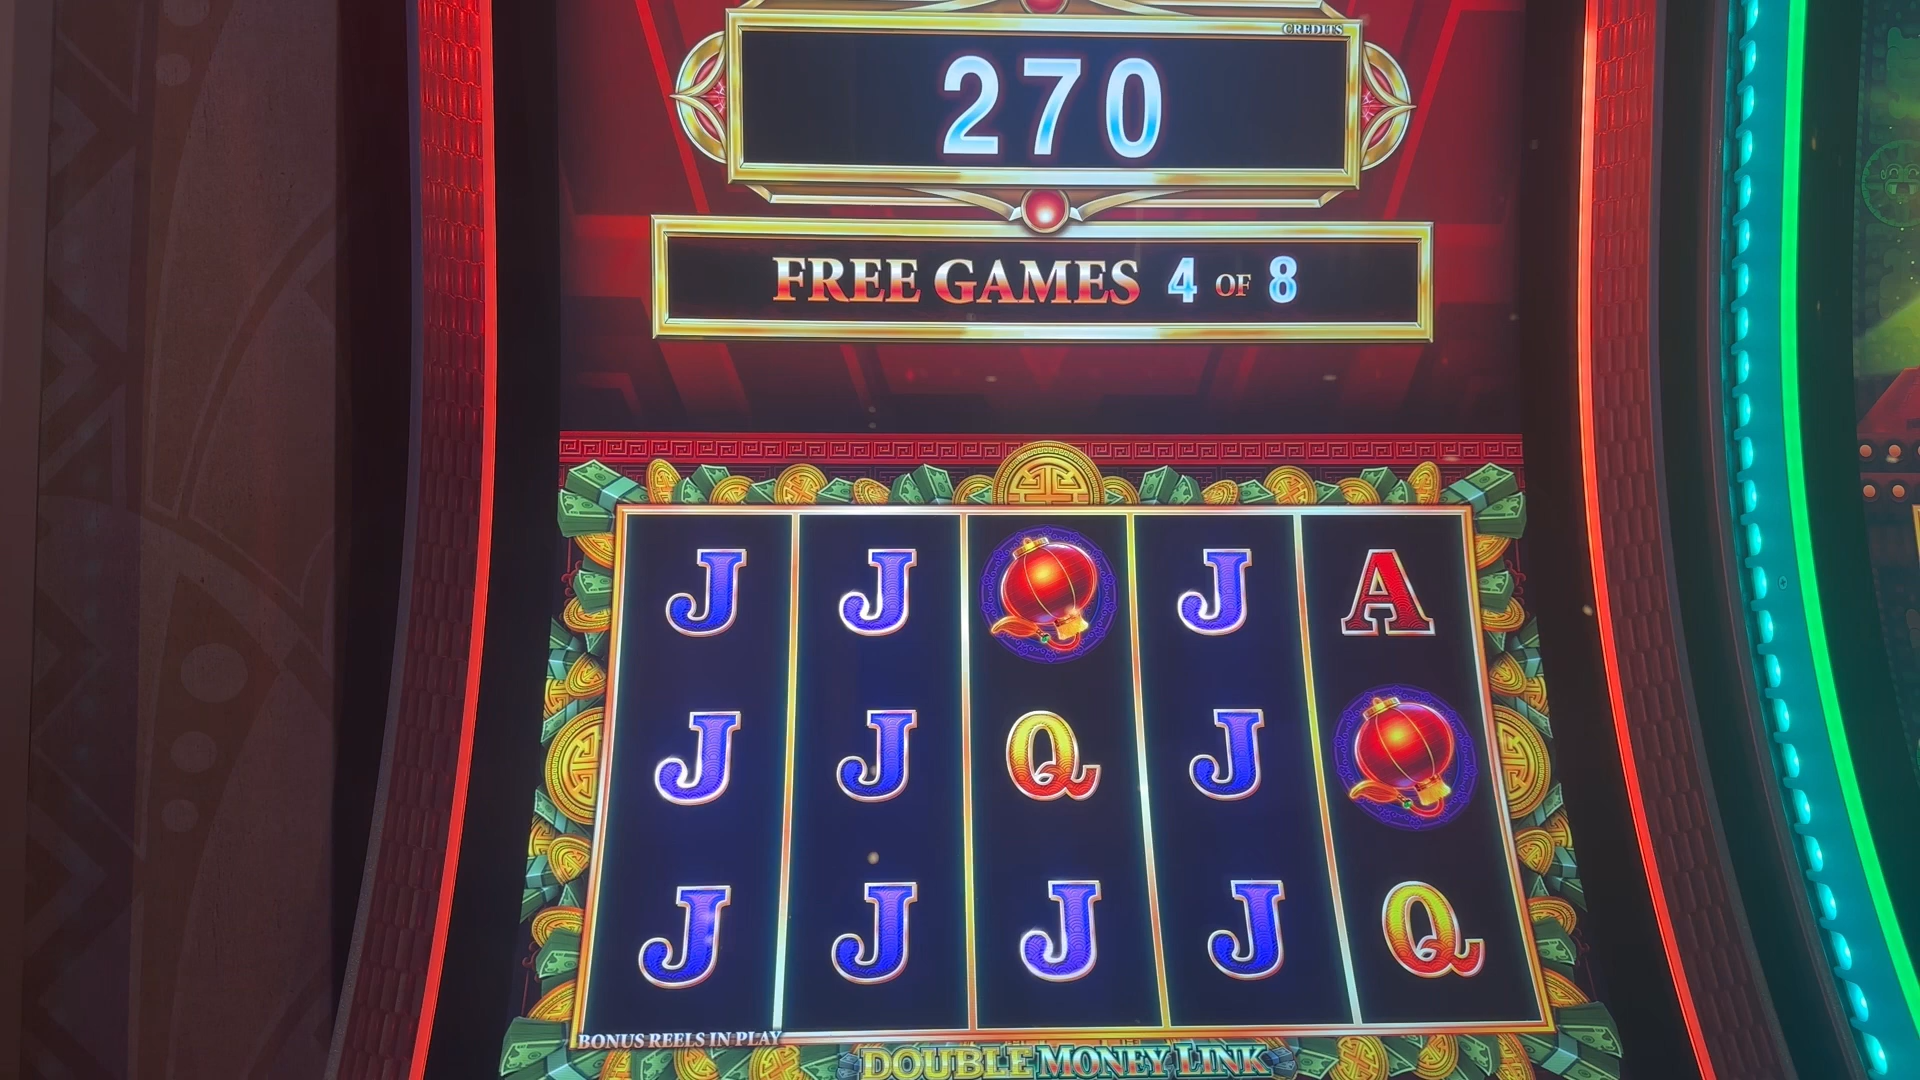 CREDITS
270
FREE GAMES 4 OF 8
J J J A
J J Q J
J J J J Q
BONUS REELS IN PLAY
DOUBLE MONEY LINK